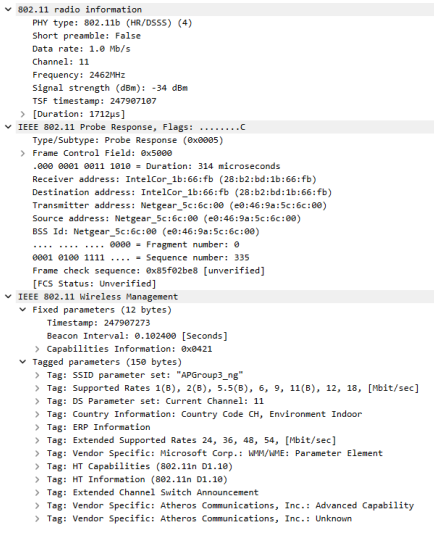 802.11 radio information
PHY type: 802.11b (HR/DSSS) (4)
Short preamble: False
Data rate: 1.0 Mb/s
Channel: 11
Frequency: 2462MHz
Signal strength (dBm): -34 dBm
TSF timestamp: 247907107
[Duration: 1712µs]
IEEE 802.11 Probe Response, Flags: ........C
Type/Subtype: Probe Response (0x0005)
Frame Control Field: 0x5000
.000 0001 0011 1010 = Duration: 314 microseconds
Receiver address: IntelCor_1b:66:fb (28:b2:bd:1b:66:fb)
Destination address: IntelCor_1b:66:fb (28:b2:bd:1b:66:fb)
Transmitter address: Netgear_5c:6c:00 (e0:46:9a:5c:6c:00)
Source address: Netgear_5c:6c:00 (e0:46:9a:5c:6c:00)
BSS Id: Netgear_5c:6c:00 (e0:46:9a:5c:6c:00)
.... .... .... 0000 = Fragment number: 0
0001 0100 1111 .... = Sequence number: 335
Frame check sequence: 0x85f02be8 [unverified]
[FCS Status: Unverified]
IEEE 802.11 Wireless Management
Fixed parameters (12 bytes)
Timestamp: 247907273
Beacon Interval: 0.102400 [Seconds]
Capabilities Information: 0x0421
Tagged parameters (150 bytes)
Tag: SSID parameter set: "APGroup3_ng"
Tag: Supported Rates 1(B), 2(B), 5.5(B), 6, 9, 11(B), 12, 18, [Mbit/sec]
Tag: DS Parameter set: Current Channel: 11
Tag: Country Information: Country Code CH, Environment Indoor
Tag: ERP Information
Tag: Extended Supported Rates 24, 36, 48, 54, [Mbit/sec]
Tag: Vendor Specific: Microsoft Corp.: WMM/WME: Parameter Element
Tag: HT Capabilities (802.11n D1.10)
Tag: HT Information (802.11n D1.10)
Tag: Extended Channel Switch Announcement
Tag: Vendor Specific: Atheros Communications, Inc.: Advanced Capability
Tag: Vendor Specific: Atheros Communications, Inc.: Unknown